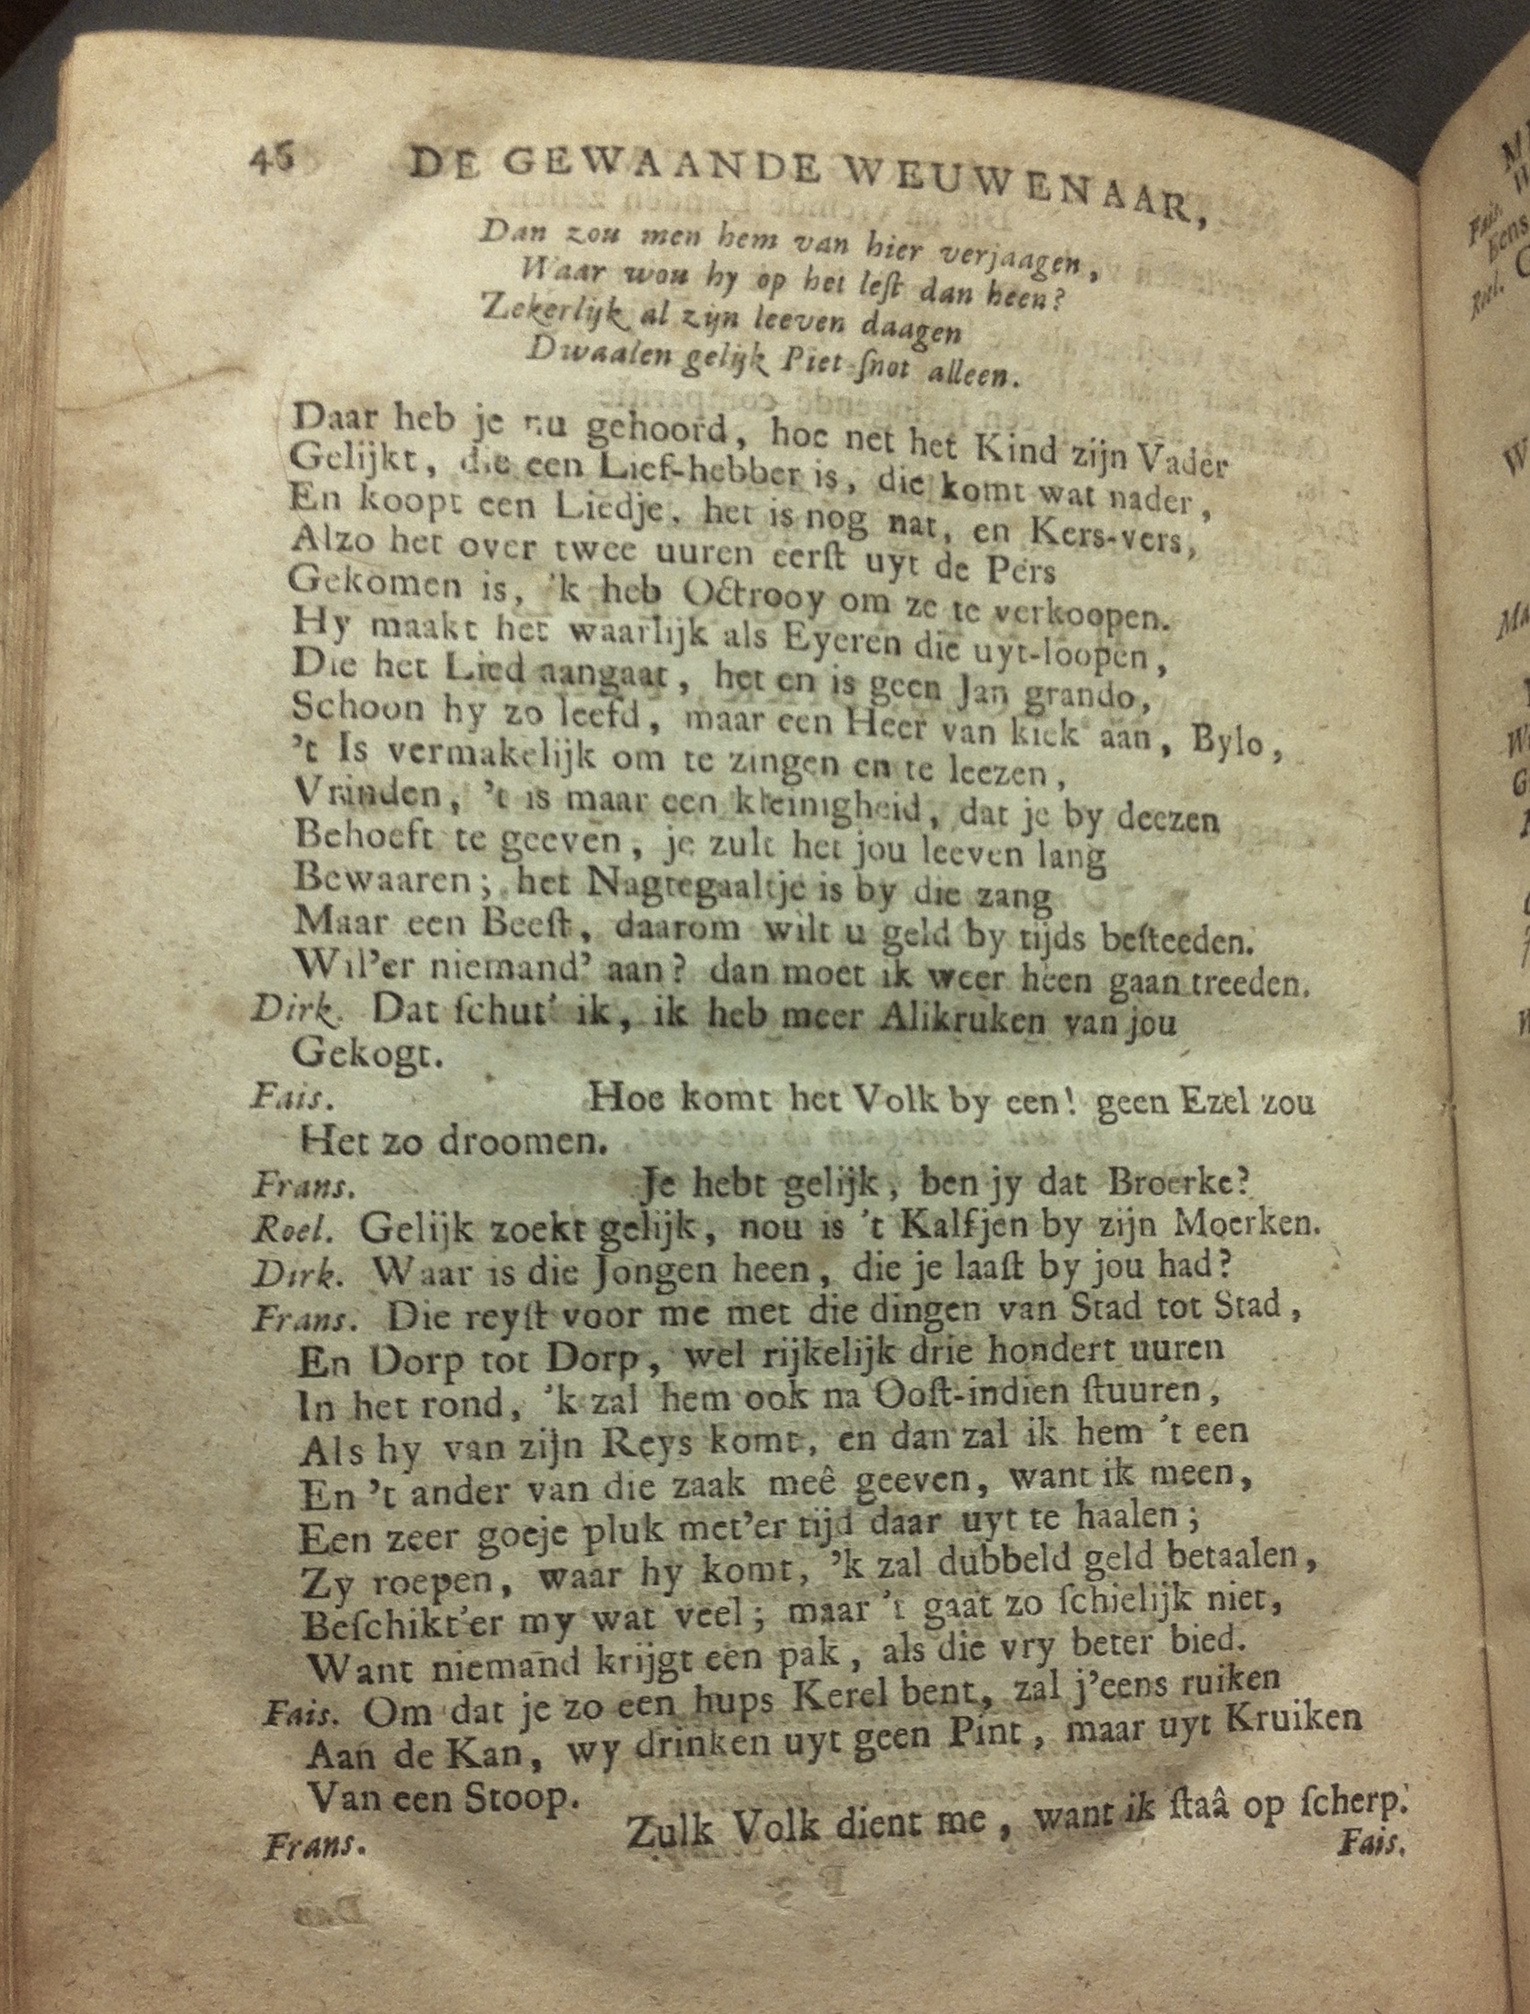 46 DE GEWAANDE WEUWENAAR,
Dan zou men hem van hier verjaagen,
Waar wou hy op het leſt dan heen?
Zekerlijk al zijn leeven daagen
Dwaalen gelijk Piet-ſnot alleen.
Daar heb je nu gehoord, hoe net het Kind zijn Vader
Gelijkt, die een Lief-hebber is, die komt wat nader,
En koopt een Liedje, het is nog nat, en Kers-vers,
Alzo het over twee uuren eerſt uyt de Pers
Gekomen is, 'k heb Octrooy om ze te verkoopen.
Hy maakt het waarlijk als Eyeren die uyt-loopen,
Die het Lied aangaat, het en is geen Jan grando,
Schoon hy zo leefd, maar een Heer van kiek aan, Bylo,
't Is vermakelijk om te zingen en te leezen,
Vrinden, 't is maar een kleinigheid, dat je by deezen
Behoeft te geeven, je zult het jou leeven lang
Bewaaren; het Nagtegaaltje is by die zang
Maar een Beeſt, daarom wilt u geld by tijds beſteeden.
Wil'er niemand' aan? dan moet ik weer heen gaan treeden.
Dirk. Dat ſchut' ik, ik heb meer Alikruken van jou
Gekogt.
Fais. Hoe komt het Volk by een! geen Ezel zou
Het zo droomen.
Frans. Je hebt gelijk, ben jy dat Broerke?
Roel. Gelijk zoekt gelijk, nou is 't Kalfjen by zijn Moerken.
Dirk. Waar is die Jongen heen, die je laaſt by jou had?
Frans. Die reyſt voor me met die dingen van Stad tot Stad,
En Dorp tot Dorp, wel rijkelijk drie hondert uuren
In het rond, 'k zal hem ook na Ooſt-indien ſtuuren,
Als hy van zijn Reys komt, en dan zal ik hem 't een
En 't ander van die zaak meê geeven, want ik meen,
Een zeer goeje pluk met'er tijd daar uyt te haalen;
Zy roepen, waar hy komt, 'k zal dubbeld geld betaalen,
Beſchikt'er my wat veel; maar 't gaat zo ſchielijk niet,
Want niemand krijgt een pak, als die vry beter bied.
Fais. Om dat je zo een hups Kerel bent, zal j'eens ruiken
Aan de Kan, wy drinken uyt geen Pint, maar uyt Kruiken
Van een Stoop.
Frans. Zulk Volk dient me, want ik ſtaâ op ſcherp.
Fais.